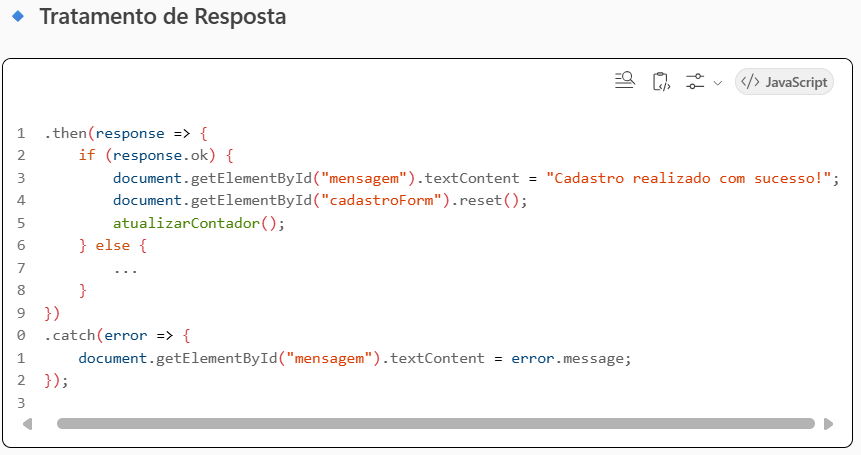 Tratamento de Resposta
</> JavaScript
1 .then(response => {
2     if (response.ok) {
3         document.getElementById("mensagem").textContent = "Cadastro realizado com sucesso!";
4         document.getElementById("cadastroForm").reset();
5         atualizarContador();
6     } else {
7         ...
8     }
9 })
0 .catch(error => {
1     document.getElementById("mensagem").textContent = error.message;
2 });
3